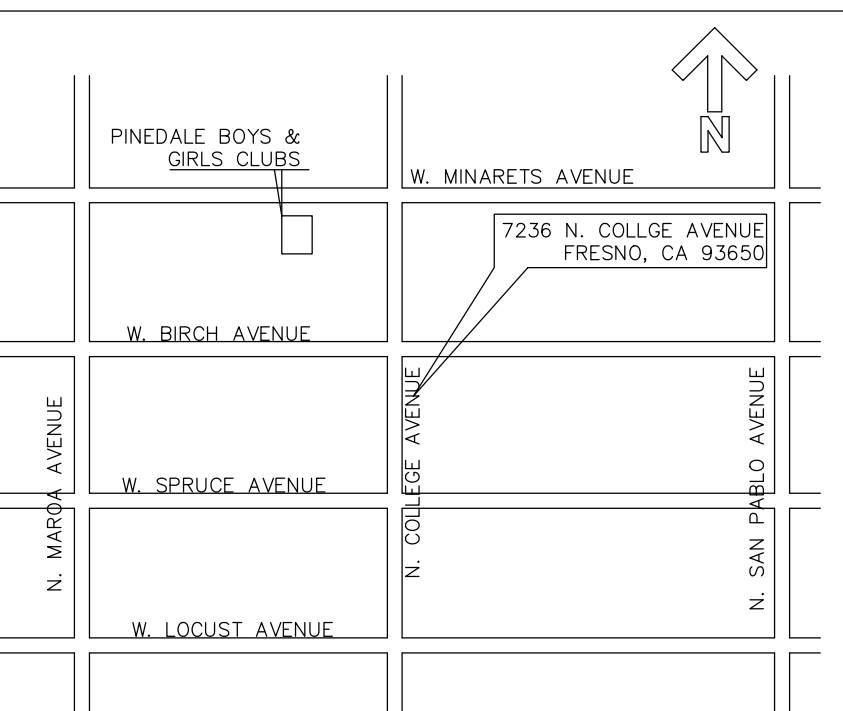 N
PINEDALE BOYS &
GIRLS CLUBS
W. MINARETS AVENUE
7236 N. COLLGE AVENUE
FRESNO, CA 93650
W. BIRCH AVENUE
N. MAROA AVENUE
N. COLLEGE AVENUE
N. SAN PABLO AVENUE
W. SPRUCE AVENUE
W. LOCUST AVENUE